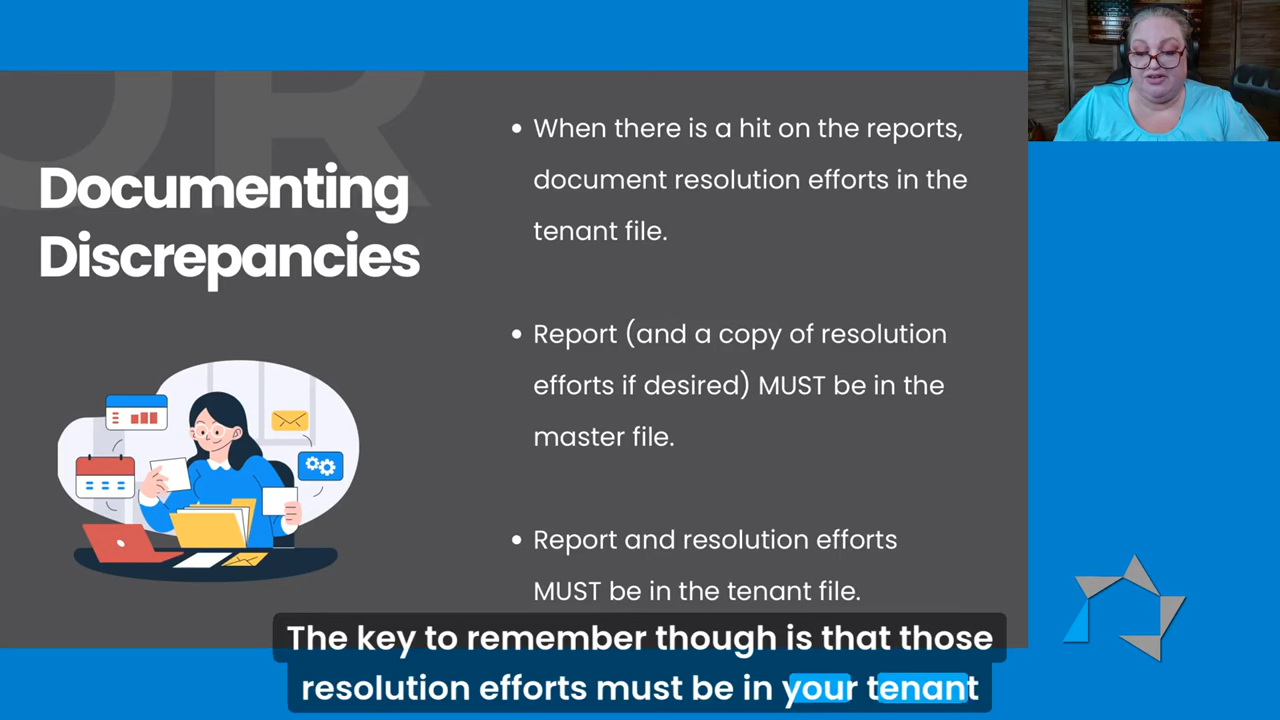 OR
Documenting
Discrepancies
• When there is a hit on the reports,
document resolution efforts in the
tenant file.
• Report (and a copy of resolution
efforts if desired) MUST be in the
master file.
• Report and resolution efforts
MUST be in the tenant file.
The key to remember though is that those
resolution efforts must be in your tenant